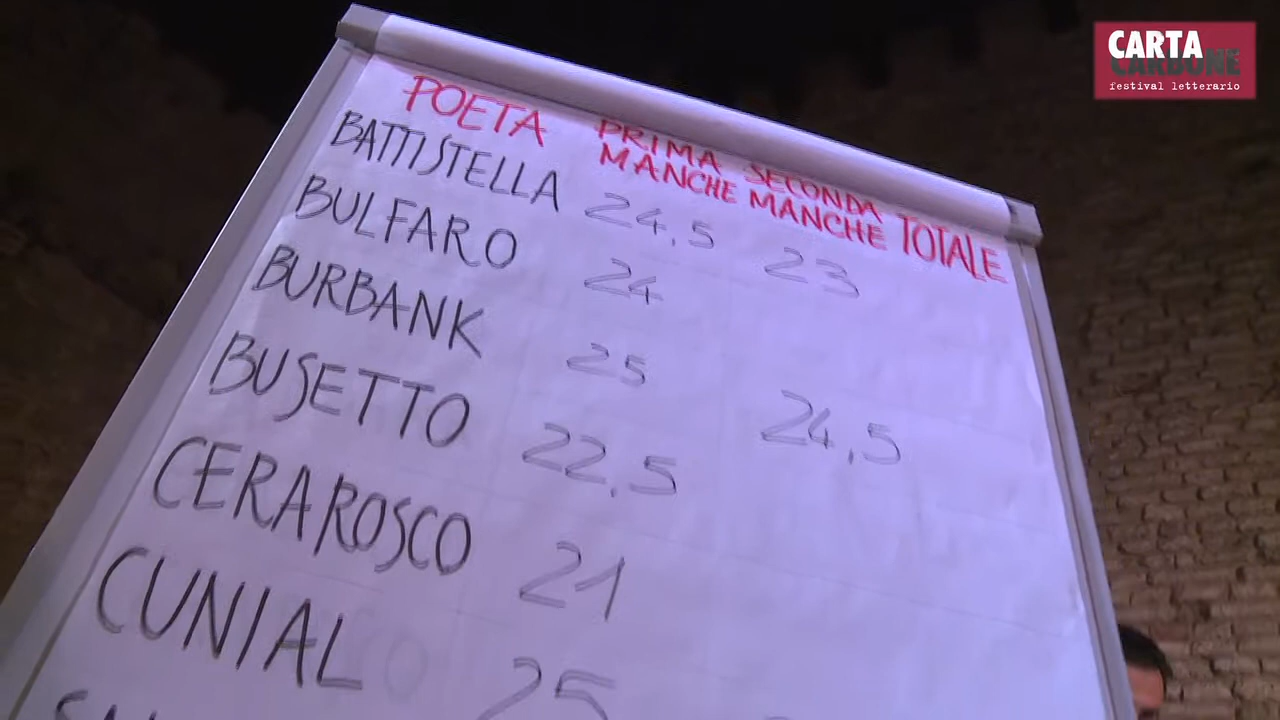 CARTA
CARBONE
festival letterario
POETA PRIMA MANCHE SECONDA MANCHE TOTALE
BATTISTELLA 24,5 23
BULFARO 24
BURBANK 25
BUSETTO 22,5 24,5
CERAROSCO 21
CUNIAL 25